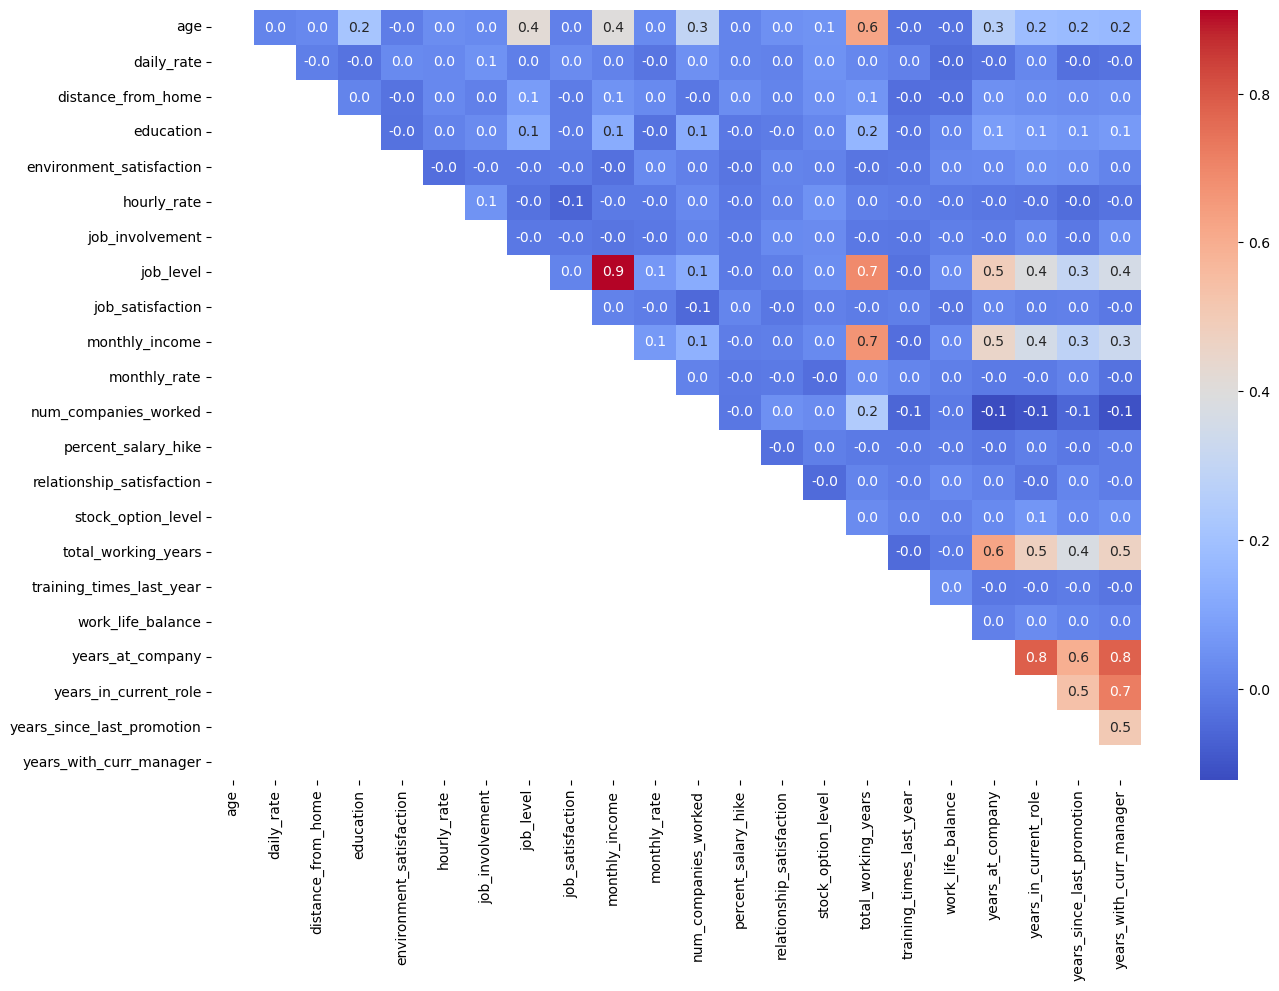 age 0.0 0.0 0.2 -0.0 0.0 0.0 0.4 0.0 0.4 0.0 0.3 0.0 0.0 0.1 0.6 -0.0 -0.0 0.3 0.2 0.2 0.2
daily_rate -0.0 -0.0 0.0 0.0 0.1 0.0 0.0 0.0 -0.0 0.0 0.0 0.0 0.0 0.0 0.0 -0.0 -0.0 0.0 -0.0 -0.0
distance_from_home 0.0 -0.0 0.0 0.0 0.1 -0.0 0.1 0.0 -0.0 0.0 0.0 0.0 0.1 -0.0 -0.0 0.0 0.0 0.0 0.0
0.8
education -0.0 0.0 0.0 0.1 -0.0 0.1 -0.0 0.1 -0.0 -0.0 0.0 0.2 -0.0 0.0 0.1 0.1 0.1 0.1
environment_satisfaction -0.0 -0.0 -0.0 -0.0 -0.0 0.0 0.0 -0.0 0.0 0.0 -0.0 -0.0 0.0 0.0 0.0 0.0
hourly_rate 0.1 -0.0 -0.1 -0.0 -0.0 0.0 -0.0 0.0 0.0 -0.0 -0.0 -0.0 -0.0 -0.0 -0.0 -0.0
job_involvement -0.0 -0.0 -0.0 -0.0 0.0 -0.0 0.0 0.0 -0.0 -0.0 -0.0 -0.0 0.0 -0.0 0.0
0.6
job_level 0.0 0.9 0.1 0.1 -0.0 0.0 0.0 0.7 -0.0 0.0 0.5 0.4 0.3 0.4
job_satisfaction 0.0 -0.0 -0.1 0.0 -0.0 0.0 -0.0 -0.0 -0.0 -0.0 -0.0 -0.0 -0.0
monthly_income 0.1 0.1 -0.0 0.0 0.0 0.7 -0.0 0.0 0.5 0.4 0.3 0.3
monthly_rate 0.0 -0.0 -0.0 -0.0 0.0 0.0 0.0 -0.0 -0.0 0.0 -0.0
0.4
num_companies_worked -0.0 0.0 0.0 0.2 -0.1 -0.0 -0.1 -0.1 -0.1 -0.1
percent_salary_hike -0.0 0.0 -0.0 -0.0 -0.0 -0.0 0.0 -0.0 -0.0
relationship_satisfaction -0.0 0.0 0.0 0.0 0.0 -0.0 0.0 -0.0
stock_option_level 0.0 0.0 0.0 0.0 0.1 0.0 0.0
total_working_years -0.0 -0.0 0.6 0.5 0.4 0.5
0.2
training_times_last_year 0.0 -0.0 -0.0 -0.0 -0.0
work_life_balance 0.0 0.0 0.0 0.0
years_at_company 0.8 0.6 0.8
years_in_current_role 0.5 0.7
0.0
years_since_last_promotion 0.5
years_with_curr_manager
age
daily_rate
distance_from_home
education
environment_satisfaction
hourly_rate
job_involvement
job_level
job_satisfaction
monthly_income
monthly_rate
num_companies_worked
percent_salary_hike
relationship_satisfaction
stock_option_level
total_working_years
training_times_last_year
work_life_balance
years_at_company
years_in_current_role
years_since_last_promotion
years_with_curr_manager